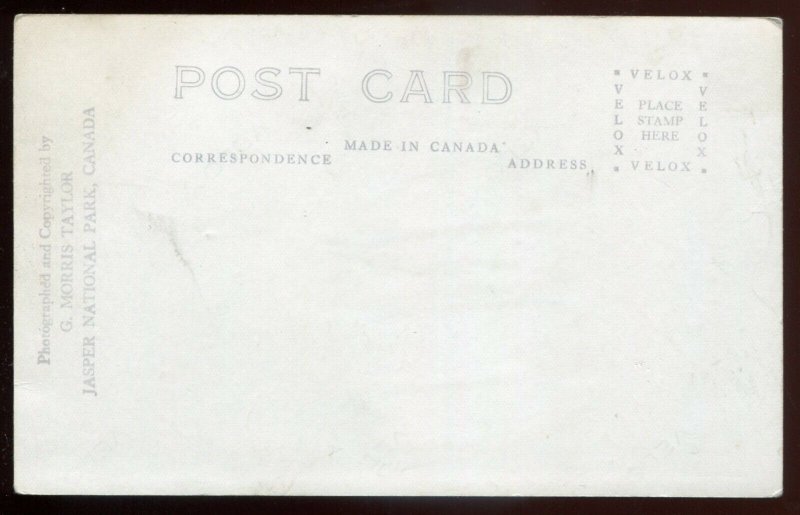 POST CARD
MADE IN CANADA
CORRESPONDENCE
ADDRESS
VELOX
VELOX
VELOX
PLACE
STAMP
HERE
VELOX
Photographed and Copyrighted by
G. MORRIS TAYLOR
JASPER NATIONAL PARK, CANADA